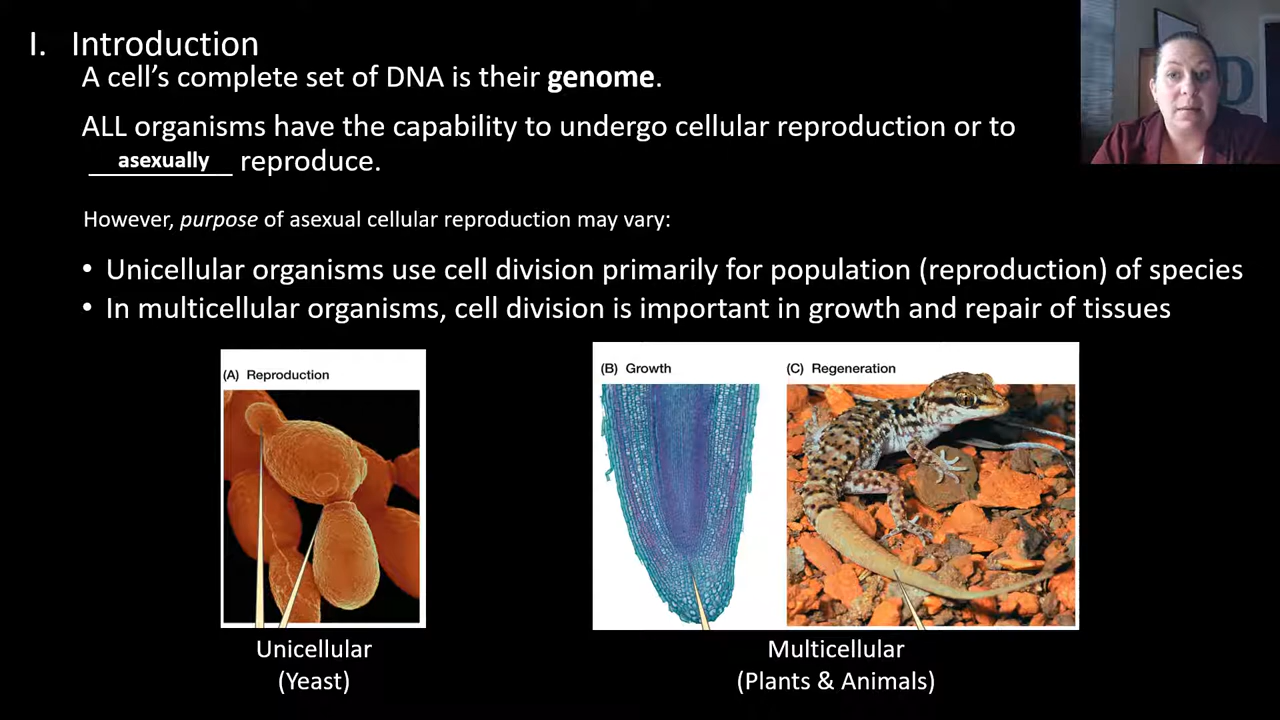 I. Introduction
A cell's complete set of DNA is their genome.
ALL organisms have the capability to undergo cellular reproduction or to
asexually reproduce.
However, purpose of asexual cellular reproduction may vary:
• Unicellular organisms use cell division primarily for population (reproduction) of species
• In multicellular organisms, cell division is important in growth and repair of tissues
(A) Reproduction
(B) Growth
(C) Regeneration
Unicellular
(Yeast)
Multicellular
(Plants & Animals)
D